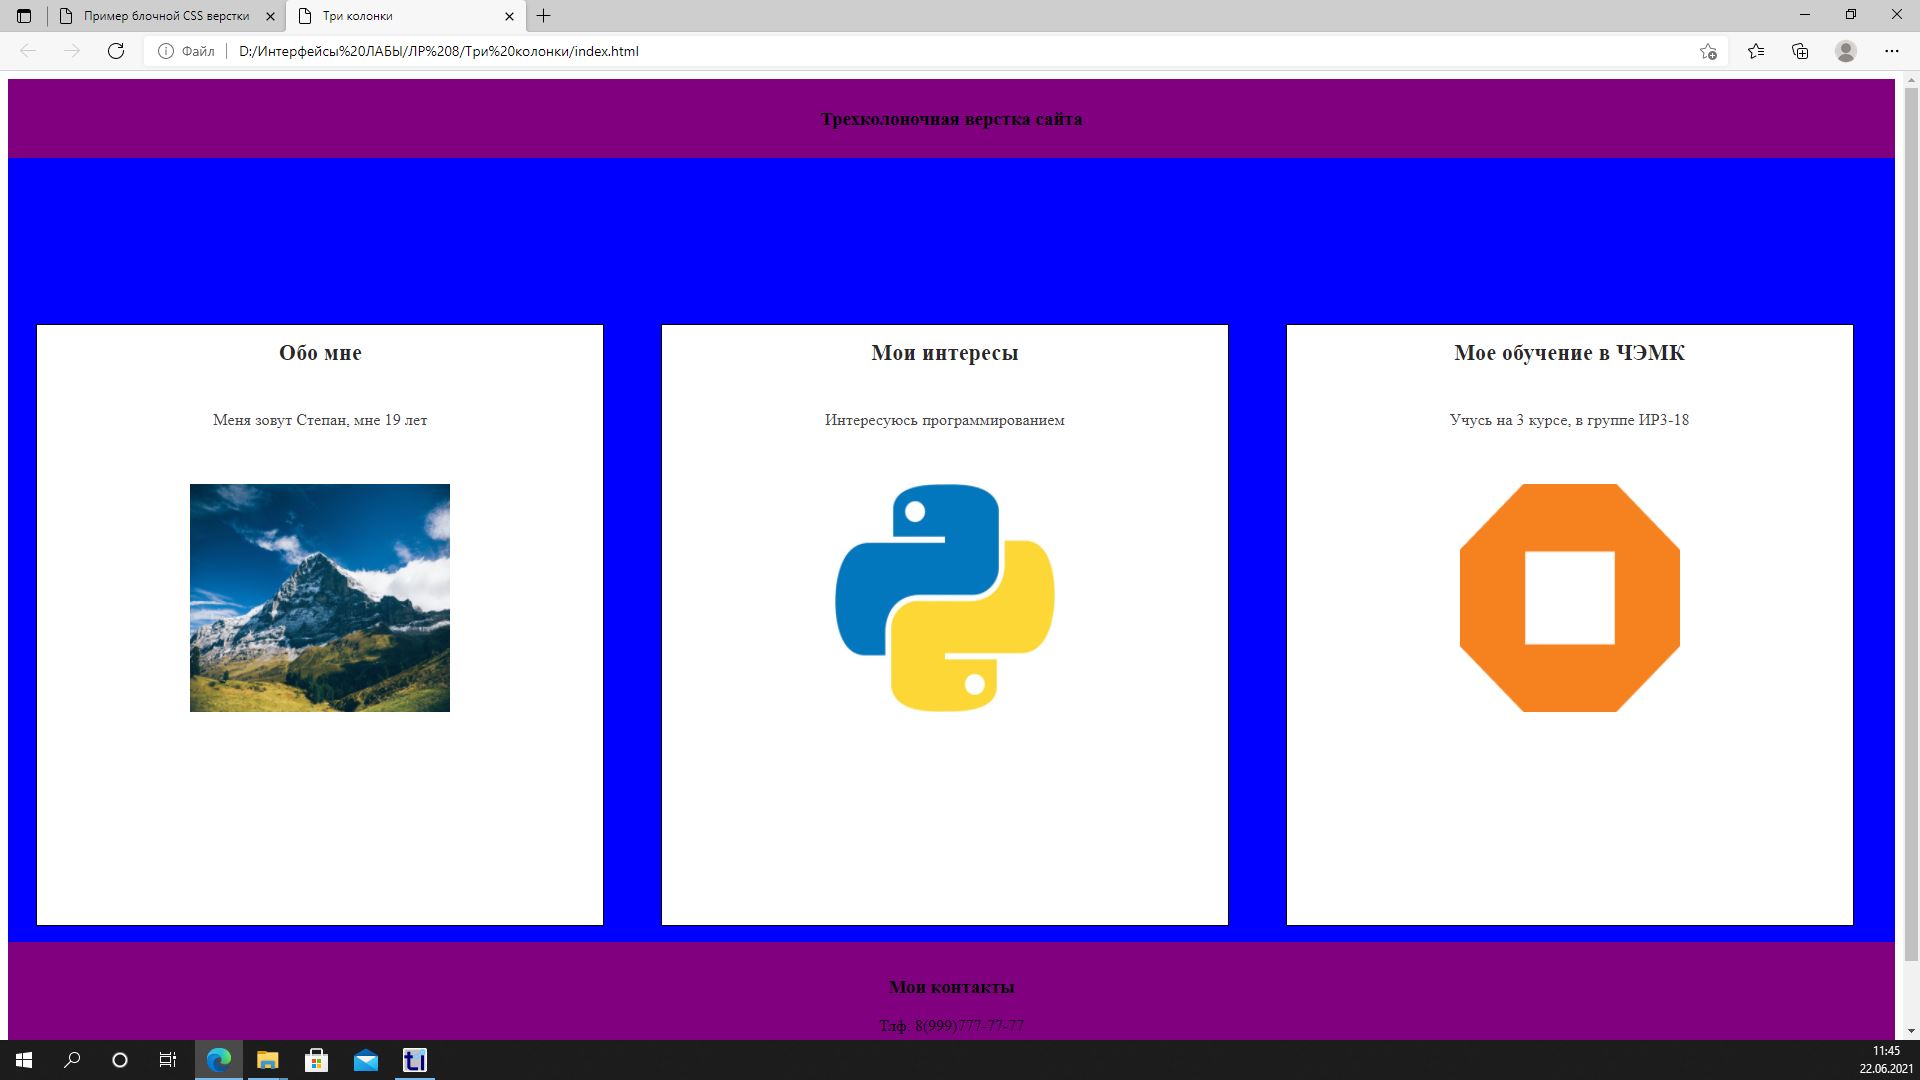 Пример блочной CSS верстки
Три колонки
Файл
D:/Интерфейсы%20ЛАБЫ/ЛР%208/Три%20колонки/index.html
Трехколоночная верстка сайта
Обо мне
Мои интересы
Мое обучение в ЧЭМК
Меня зовут Степан, мне 19 лет
Интересуюсь программированием
Учусь на 3 курсе, в группе ИР3-18
Мои контакты
Тлф. 8(999)777-77-77
tl
11:45
22.06.2021